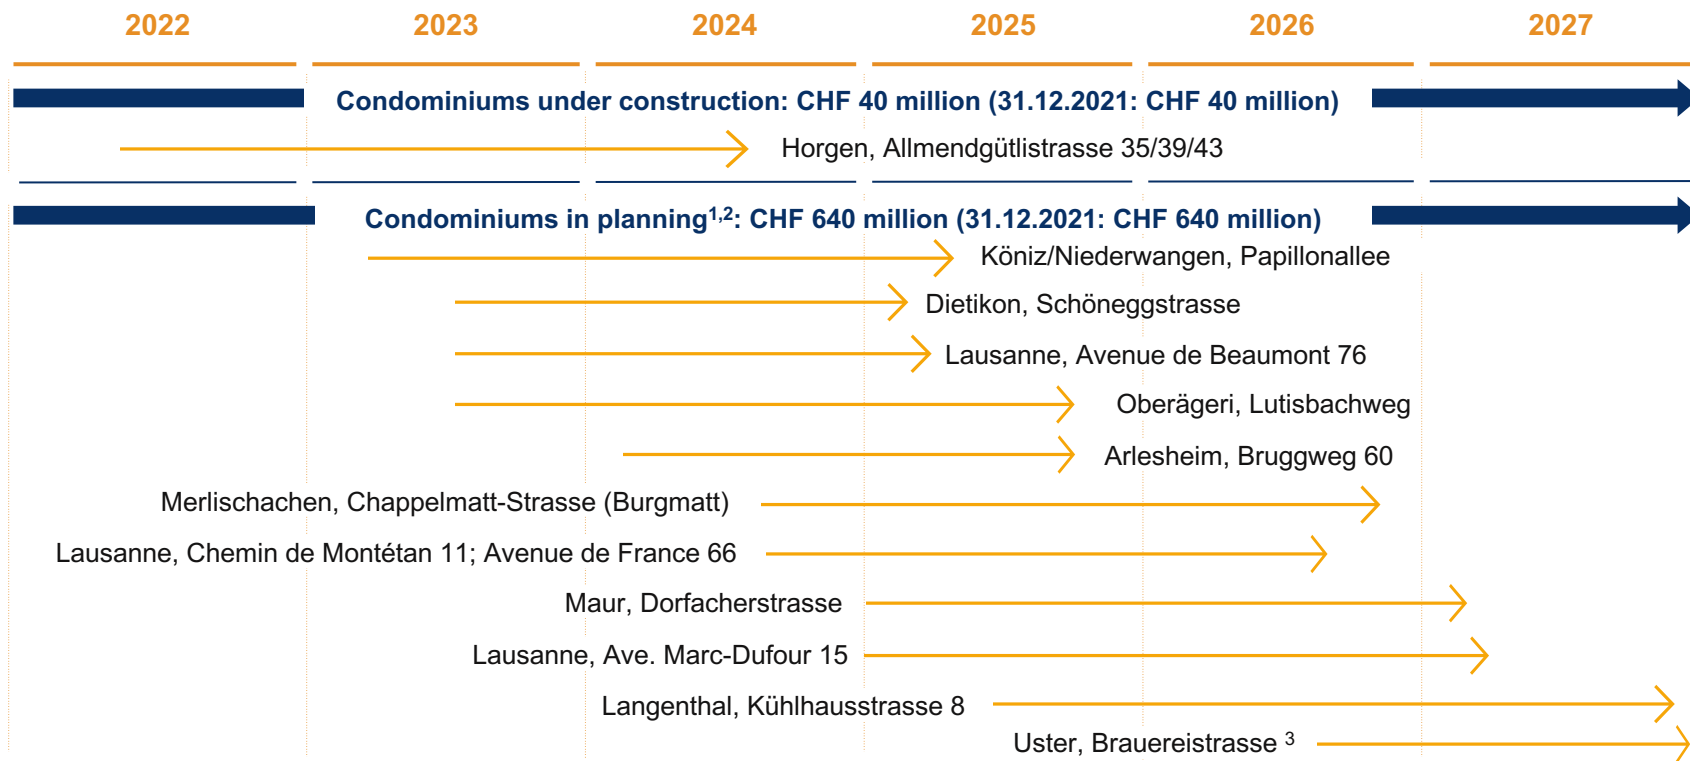 2022 2023 2024 2025 2026 2027
Condominiums under construction: CHF 40 million (31.12.2021: CHF 40 million)
Horgen, Allmendgütlistrasse 35/39/43
Condominiums in planning1,2: CHF 640 million (31.12.2021: CHF 640 million)
Köniz/Niederwangen, Papillonallee
Dietikon, Schöneggstrasse
Lausanne, Avenue de Beaumont 76
Oberägeri, Lutisbachweg
Arlesheim, Bruggweg 60
Merlischachen, Chappelmatt-Strasse (Burgmatt)
Lausanne, Chemin de Montétan 11; Avenue de France 66
Maur, Dorfacherstrasse
Lausanne, Ave. Marc-Dufour 15
Langenthal, Kühlhausstrasse 8
Uster, Brauereistrasse 3